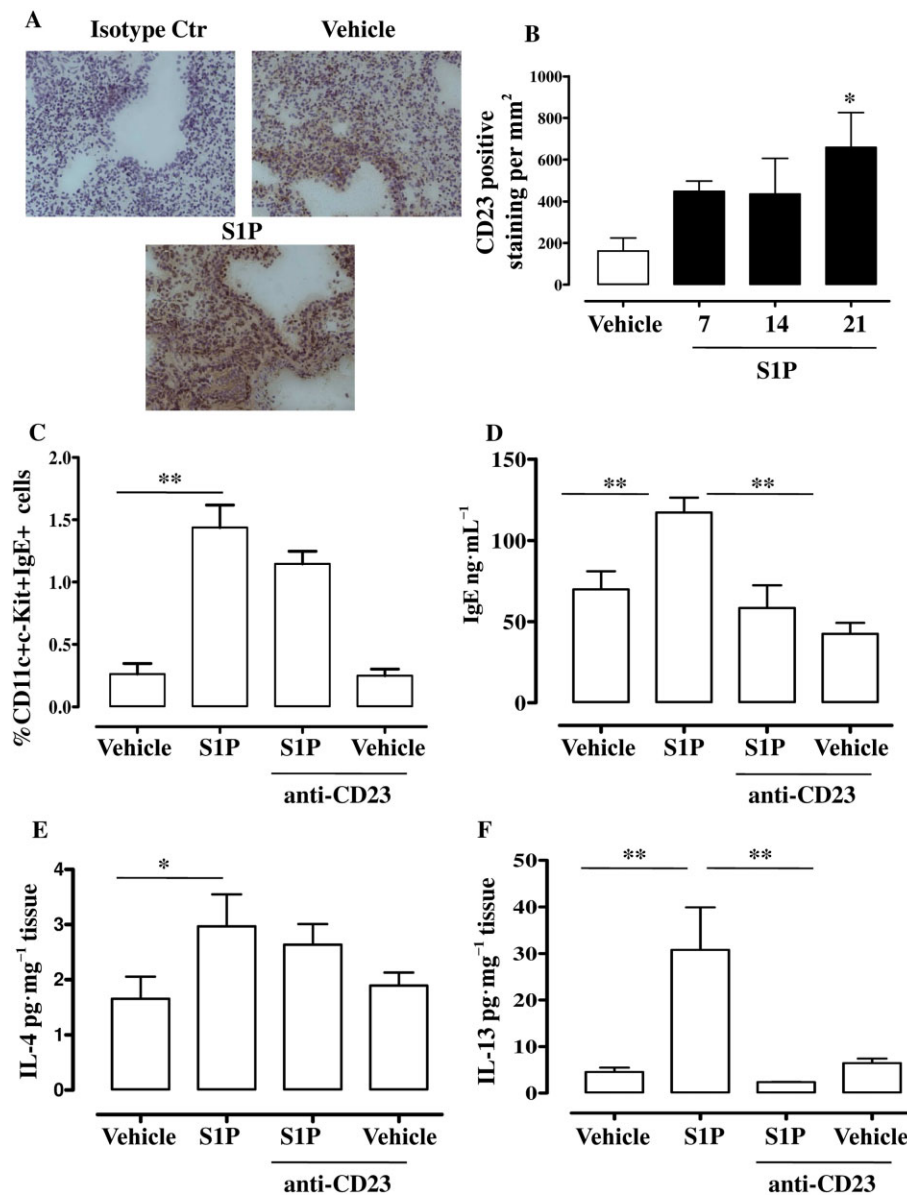 A
Isotype Ctr
Vehicle
S1P
B
CD23 positive
staining per mm²
1000
800
600
400
200
0
*
Vehicle
7
14
21
S1P
C
%CD11c+c-Kit+IgE+ cells
2.0
1.5
1.0
0.5
0.0
**
Vehicle
S1P
S1P
Vehicle
anti-CD23
D
IgE ng·mL⁻¹
150
100
50
0
**
**
Vehicle
S1P
S1P
Vehicle
anti-CD23
E
IL-4 pg·mg⁻¹ tissue
4
3
2
1
0
*
Vehicle
S1P
S1P
Vehicle
anti-CD23
F
IL-13 pg·mg⁻¹ tissue
50
40
30
20
10
0
**
**
Vehicle
S1P
S1P
Vehicle
anti-CD23